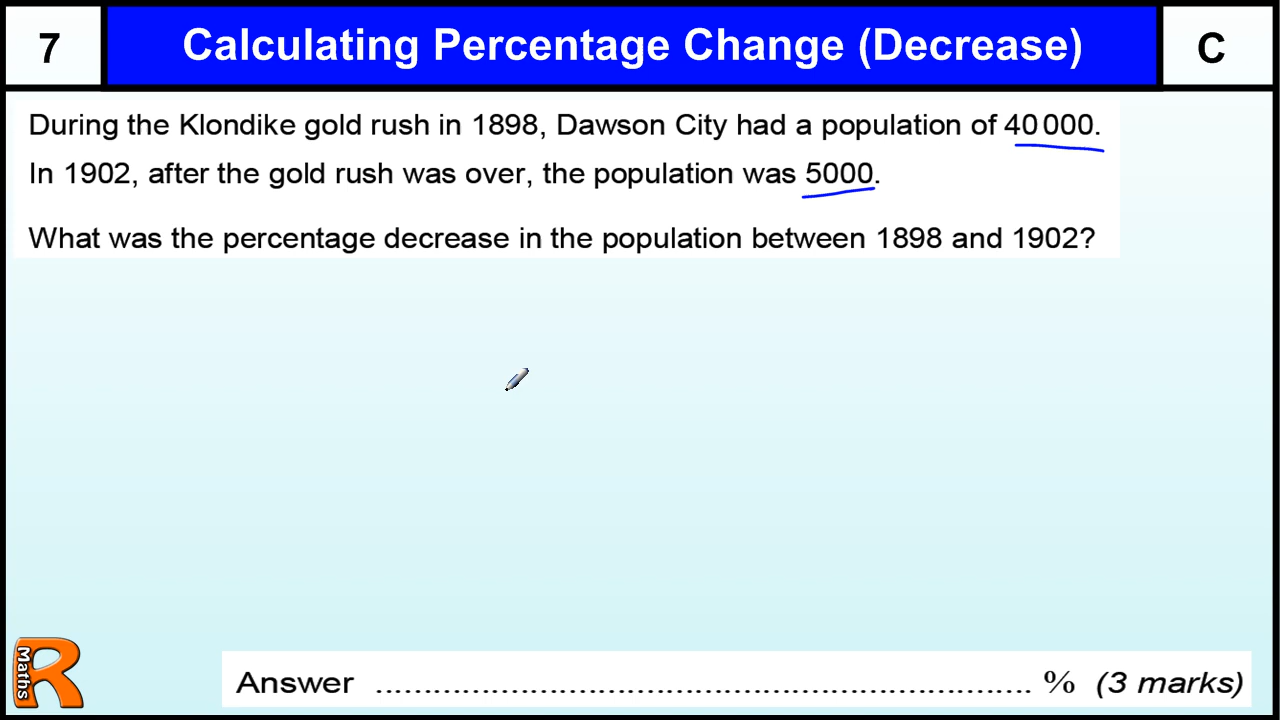 7
Calculating Percentage Change (Decrease)
C
During the Klondike gold rush in 1898, Dawson City had a population of 40 000.
In 1902, after the gold rush was over, the population was 5000.
What was the percentage decrease in the population between 1898 and 1902?
R
Maths
Answer .................................................................. % (3 marks)